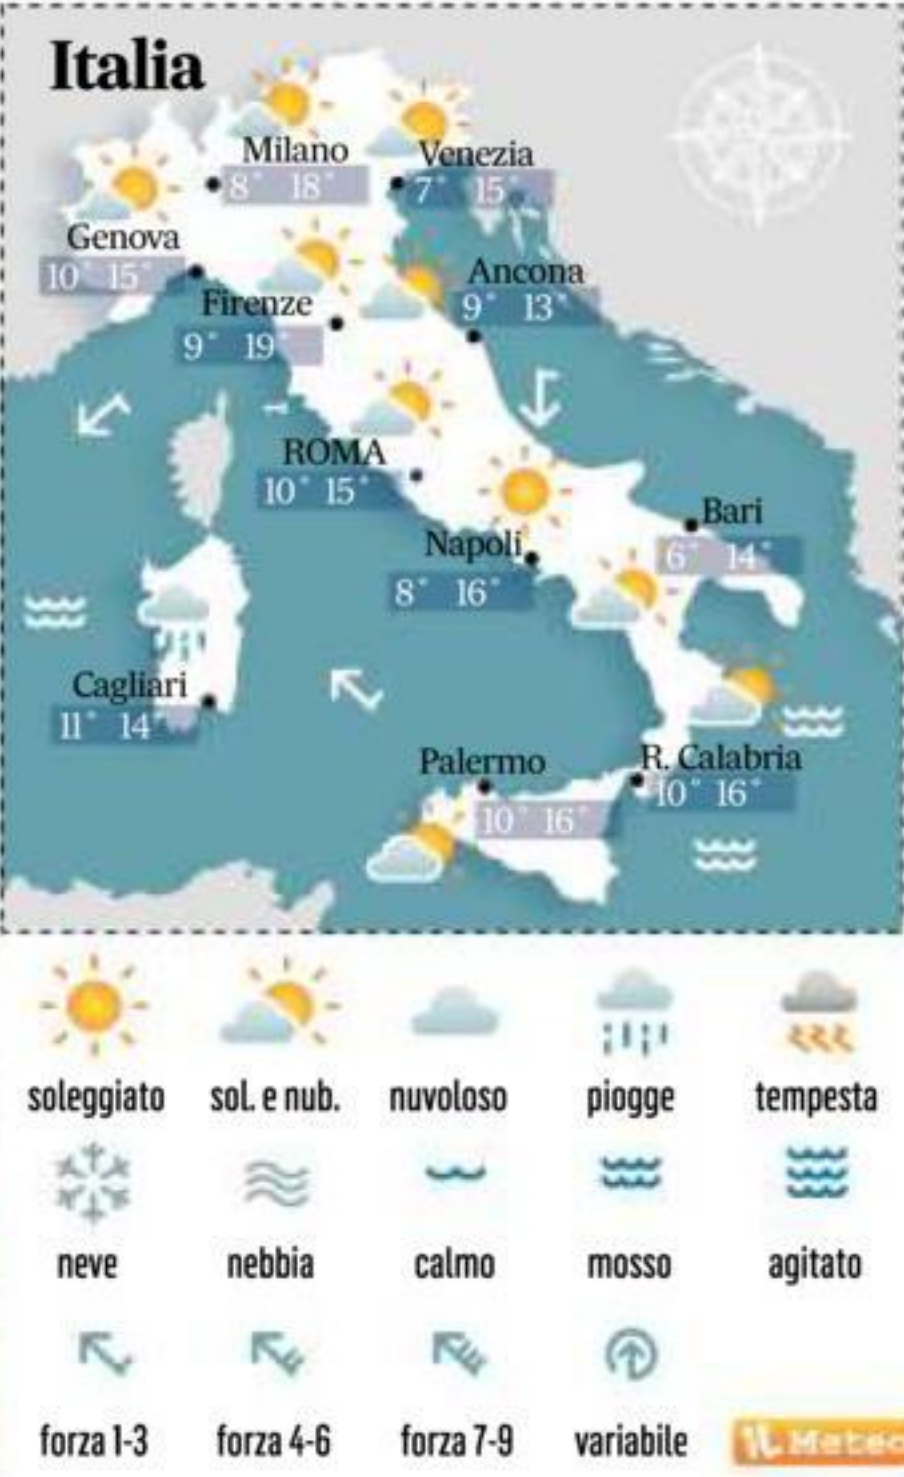 Italia
Milano
8° 18°
Venezia
7° 15°
Genova
10° 15°
Firenze
9° 19°
Ancona
9° 13°
ROMA
10° 15°
Napoli
8° 16°
Bari
6° 14°
Cagliari
11° 14°
Palermo
10° 16°
R. Calabria
10° 16°
soleggiato sol. e nub. nuvoloso piogge tempesta
neve nebbia calmo mosso agitato
forza 1-3 forza 4-6 forza 7-9 variabile
iL Meteo